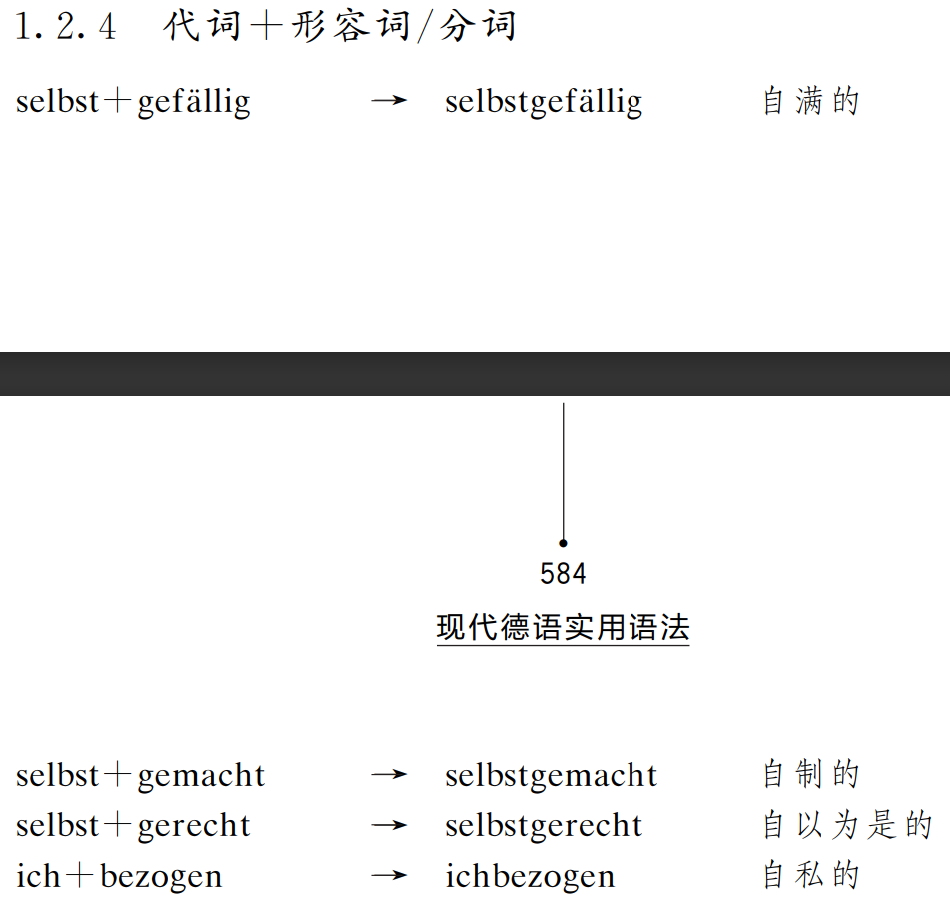 1.2.4 代词＋形容词/分词
selbst＋gefällig → selbstgefällig 自满的
584
现代德语实用语法
selbst＋gemacht → selbstgemacht 自制的
selbst＋gerecht → selbstgerecht 自以为是的
ich＋bezogen → ichbezogen 自私的